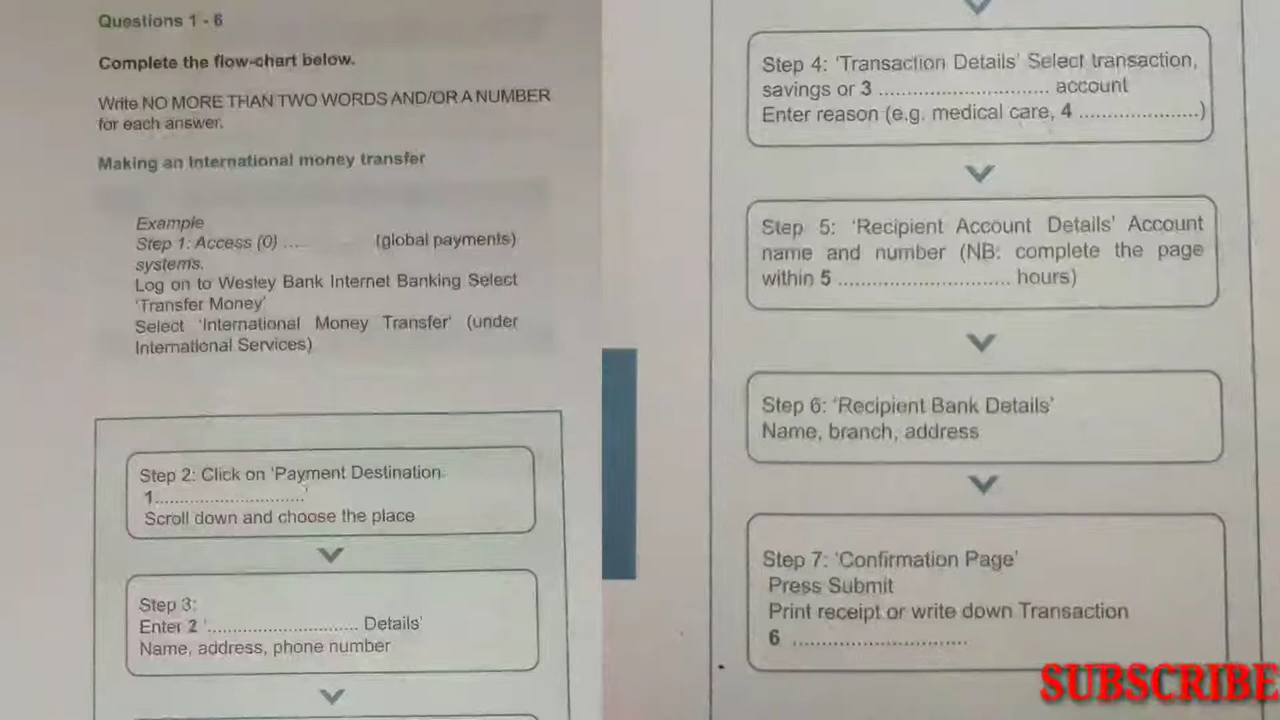 Questions 1 - 6
Complete the flow-chart below.
Write NO MORE THAN TWO WORDS AND/OR A NUMBER
for each answer.
Making an International money transfer
Example
Step 1: Access (0) .... (global payments)
systems.
Log on to Wesley Bank Internet Banking Select
'Transfer Money'
Select 'International Money Transfer' (under
International Services)
Step 2: Click on 'Payment Destination
1............................'
Scroll down and choose the place
Step 3:
Enter 2 '............................ Details'
Name, address, phone number
Step 4: 'Transaction Details' Select transaction,
savings or 3 ................................ account
Enter reason (e.g. medical care, 4 ......................)
Step 5: 'Recipient Account Details' Account
name and number (NB: complete the page
within 5 ................................ hours)
Step 6: 'Recipient Bank Details'
Name, branch, address
Step 7: 'Confirmation Page'
Press Submit
Print receipt or write down Transaction
6 ................................
SUBSCRIBE